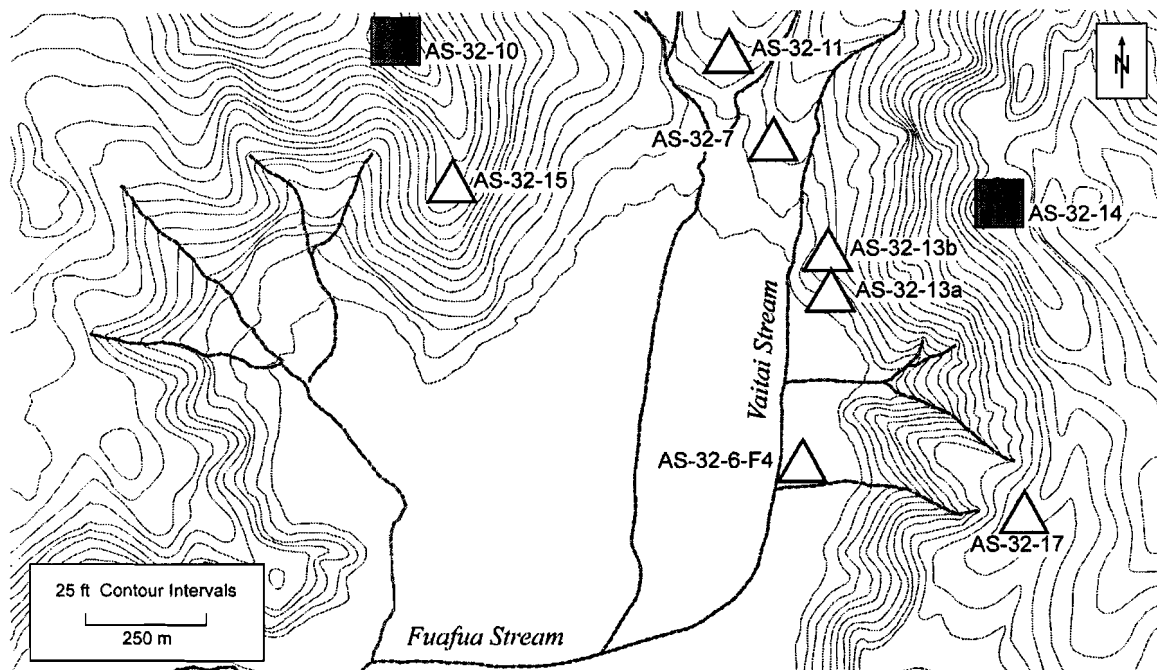 AS-32-10
AS-32-11
N
AS-32-7
AS-32-15
AS-32-14
AS-32-13b
AS-32-13a
Vaitai Stream
AS-32-6-F4
AS-32-17
25 ft Contour Intervals
250 m
Fuafua Stream